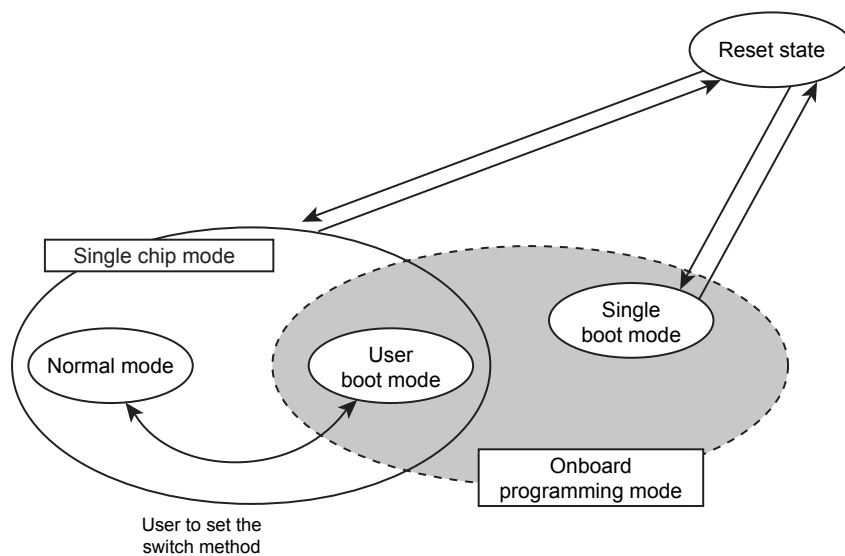 Reset state
Single chip mode
Single
boot mode
Normal mode
User
boot mode
Onboard
programming mode
User to set the
switch method